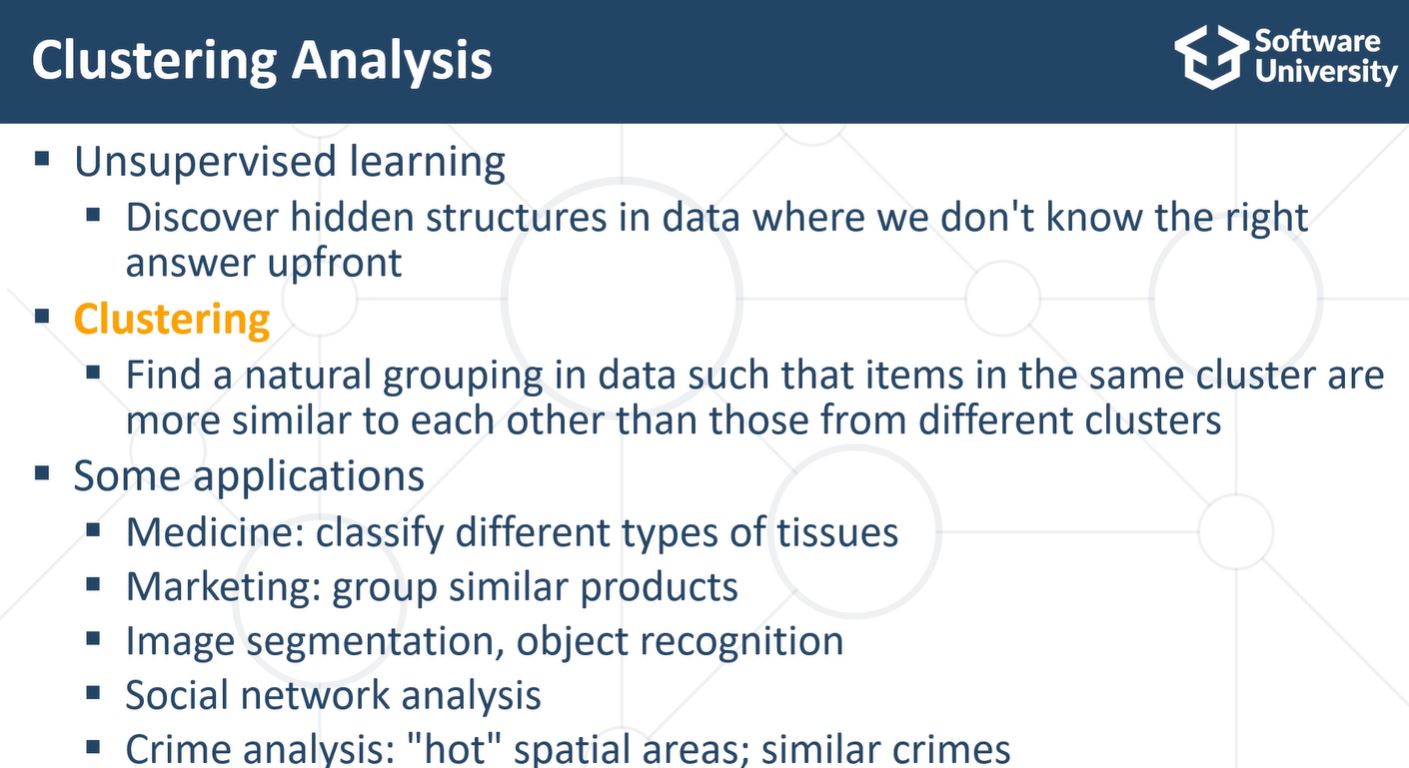 Clustering Analysis
Software
University
▪ Unsupervised learning
▪ Discover hidden structures in data where we don't know the right
answer upfront
▪ Clustering
▪ Find a natural grouping in data such that items in the same cluster are
more similar to each other than those from different clusters
▪ Some applications
▪ Medicine: classify different types of tissues
▪ Marketing: group similar products
▪ Image segmentation, object recognition
▪ Social network analysis
▪ Crime analysis: "hot" spatial areas; similar crimes